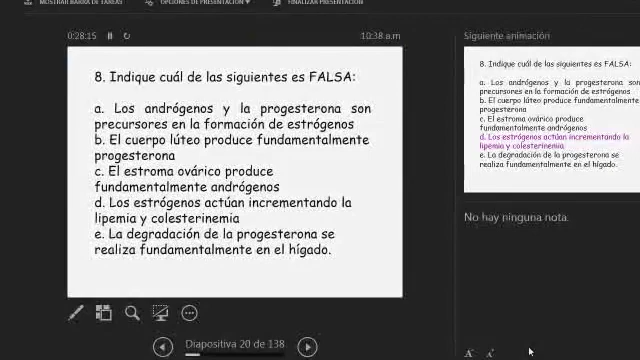 MOSTRAR BARRA DE TAREAS OPCIONES DE PRESENTACIÓN ▼ FINALIZAR PRESENTACIÓN
0:28:15 10:38 a.m
Siguiente animación
8. Indique cuál de las siguientes es FALSA:
a. Los andrógenos y la progesterona son
precursores en la formación de estrógenos
b. El cuerpo lúteo produce fundamentalmente
progesterona
c. El estroma ovárico produce
fundamentalmente andrógenos
d. Los estrógenos actúan incrementando la
lipemia y colesterinemia
e. La degradación de la progesterona se
realiza fundamentalmente en el hígado.
8. Indique cuál de las siguientes es FALSA:
a. Los andrógenos y la progesterona son
precursores en la formación de estrógenos
b. El cuerpo lúteo produce fundamentalmente
progesterona
c. El estroma ovárico produce
fundamentalmente andrógenos
d. Los estrógenos actúan incrementando la
lipemia y colesterinemia
e. La degradación de la progesterona se
realiza fundamentalmente en el hígado.
No hay ninguna nota.
Diapositiva 20 de 138
A A